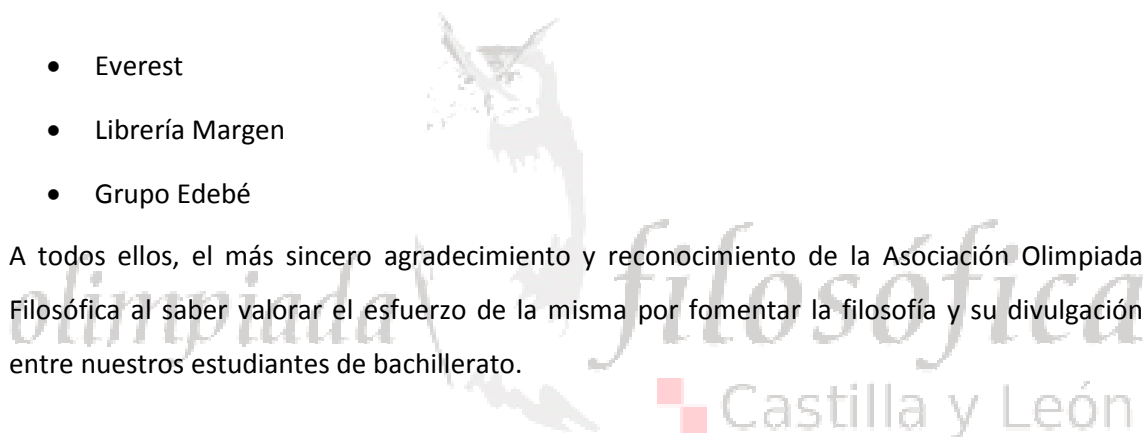 • Everest
• Librería Margen
• Grupo Edebé
A todos ellos, el más sincero agradecimiento y reconocimiento de la Asociación Olimpiada
Filosófica al saber valorar el esfuerzo de la misma por fomentar la filosofía y su divulgación
entre nuestros estudiantes de bachillerato.
olimpiada filosófica
Castilla y León